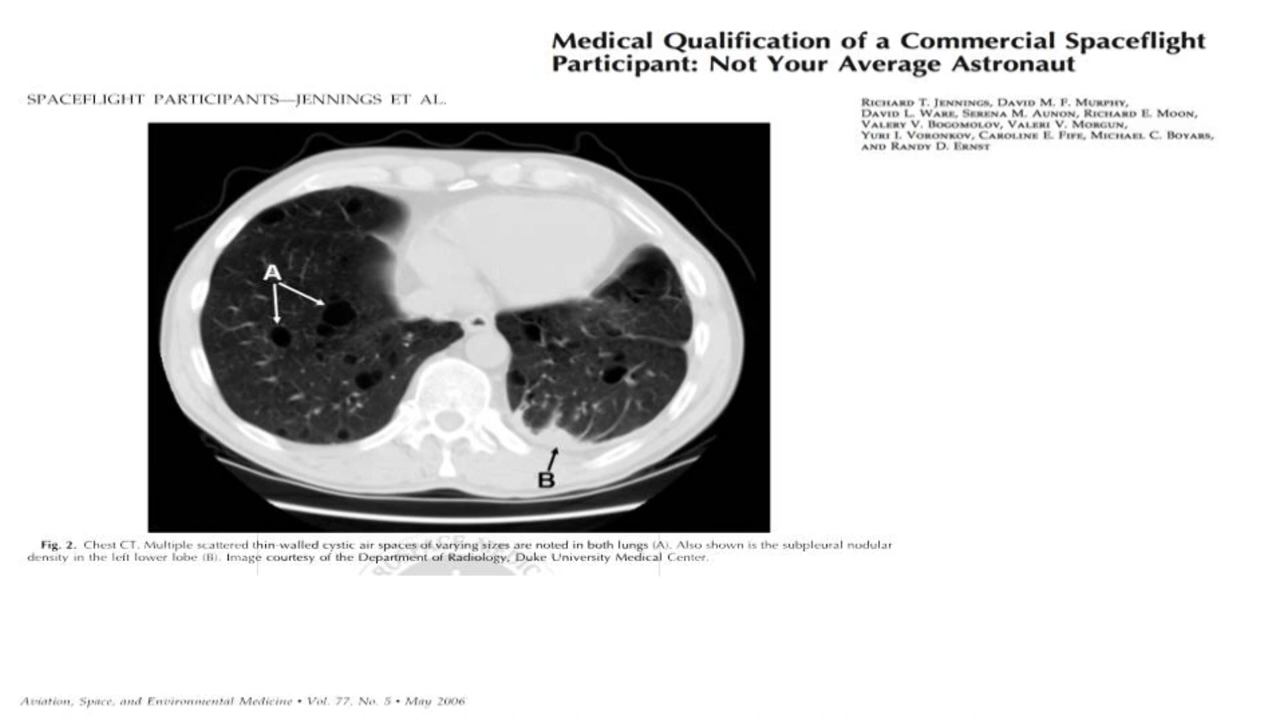 Medical Qualification of a Commercial Spaceflight
Participant: Not Your Average Astronaut
SPACEFLIGHT PARTICIPANTS—JENNINGS ET AL.
RICHARD T. JENNINGS, DAVID M. F. MURPHY,
DAVID L. WARE, SERENA M. AUNON, RICHARD E. MOON,
VALERY V. BOGOMOLOV, VALERI V. MORGUN,
YURI I. VORONKOV, CAROLINE E. FIFE, MICHAEL C. BOYARS,
AND RANDY D. ERNST
A
B
Fig. 2. Chest CT. Multiple scattered thin-walled cystic air spaces of varying sizes are noted in both lungs (A). Also shown is the subpleural nodular
density in the left lower lobe (B). Image courtesy of the Department of Radiology, Duke University Medical Center.
Aviation, Space, and Environmental Medicine • Vol. 77, No. 5 • May 2006